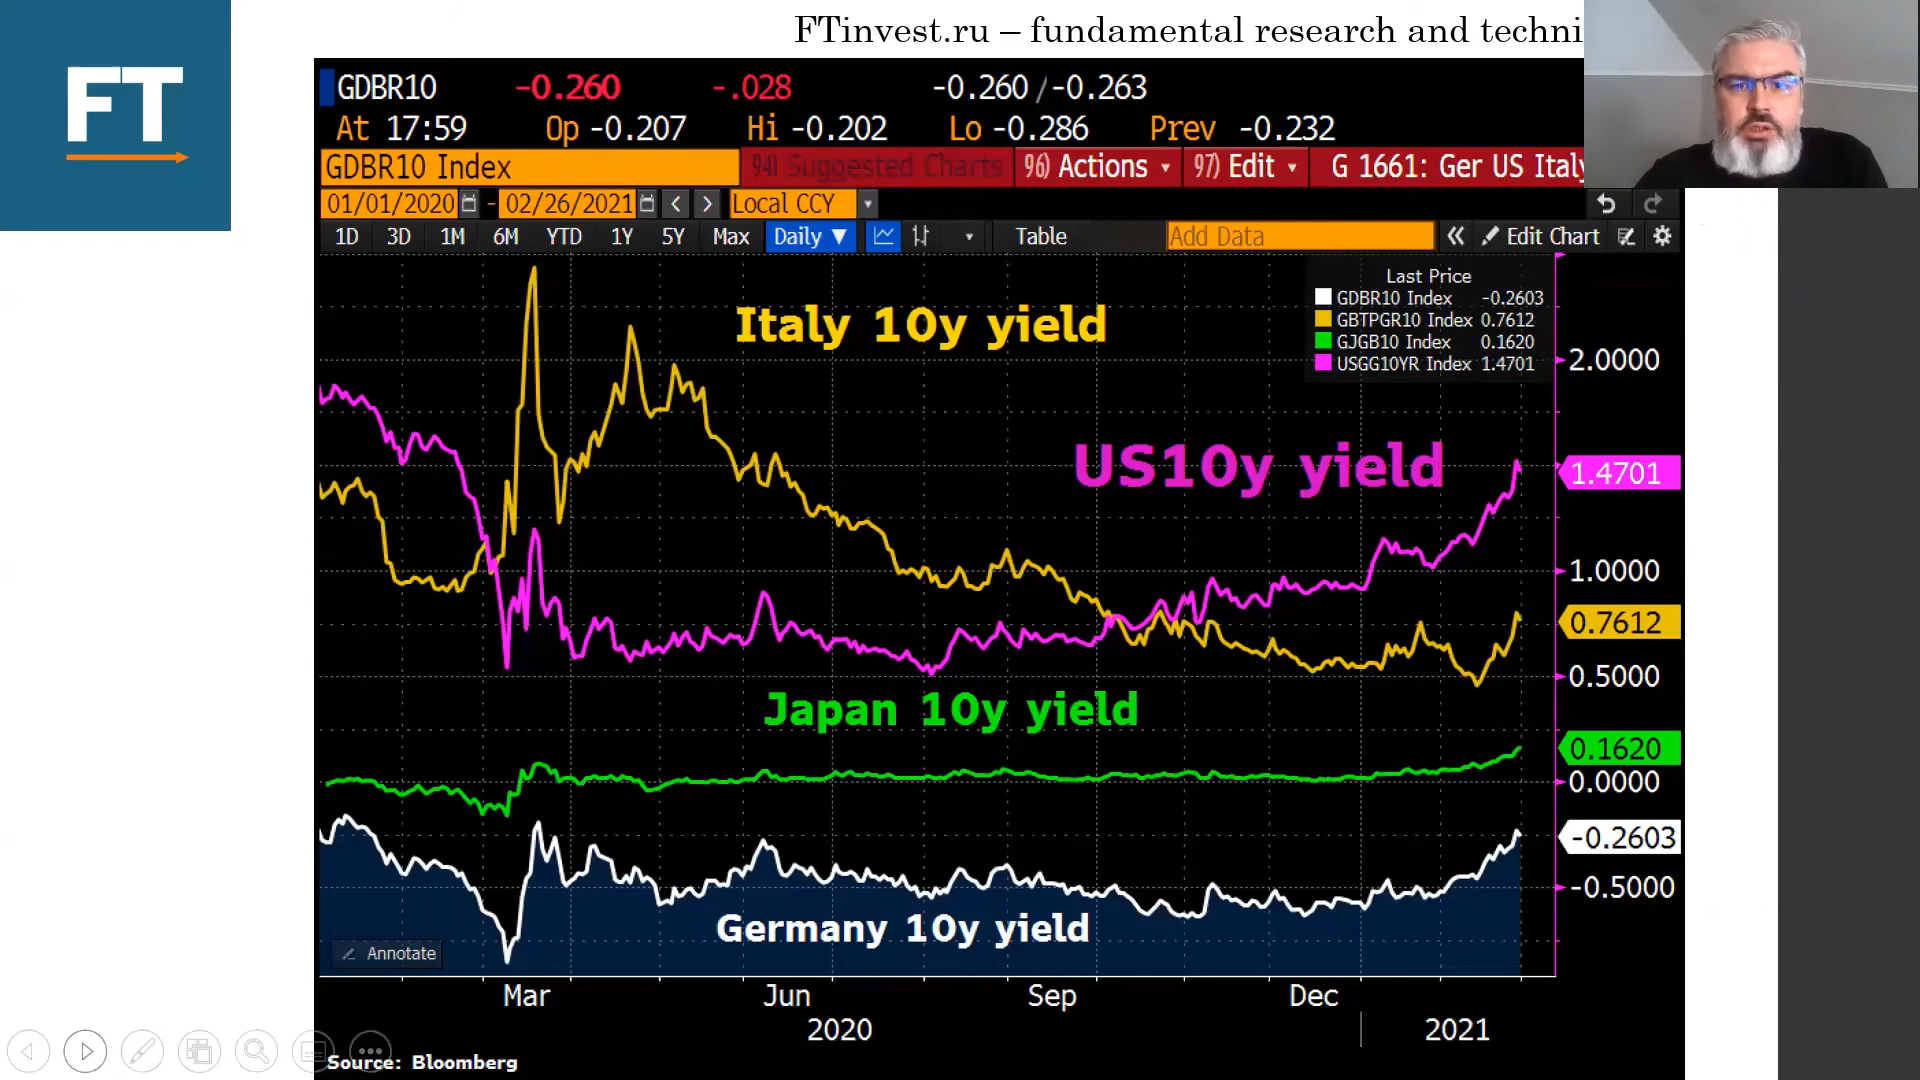 FT
FTinvest.ru – fundamental research and techni
GDBR10 -0.260 -.028 -0.260 /-0.263
At 17:59 Op -0.207 Hi -0.202 Lo -0.286 Prev -0.232
GDBR10 Index 94) Suggested Charts 96) Actions 97) Edit G 1661: Ger US Italy
01/01/2020 - 02/26/2021 Local CCY
1D 3D 1M 6M YTD 1Y 5Y Max Daily ▼ Table Add Data « Edit Chart
Last Price
GDBR10 Index -0.2603
GBTPGR10 Index 0.7612
GJGB10 Index 0.1620
USGG10YR Index 1.4701
Italy 10y yield
2.0000
US10y yield
1.4701
1.0000
0.7612
0.5000
Japan 10y yield
0.1620
0.0000
-0.2603
-0.5000
Germany 10y yield
Annotate
Mar Jun Sep Dec
2020 2021
Source: Bloomberg